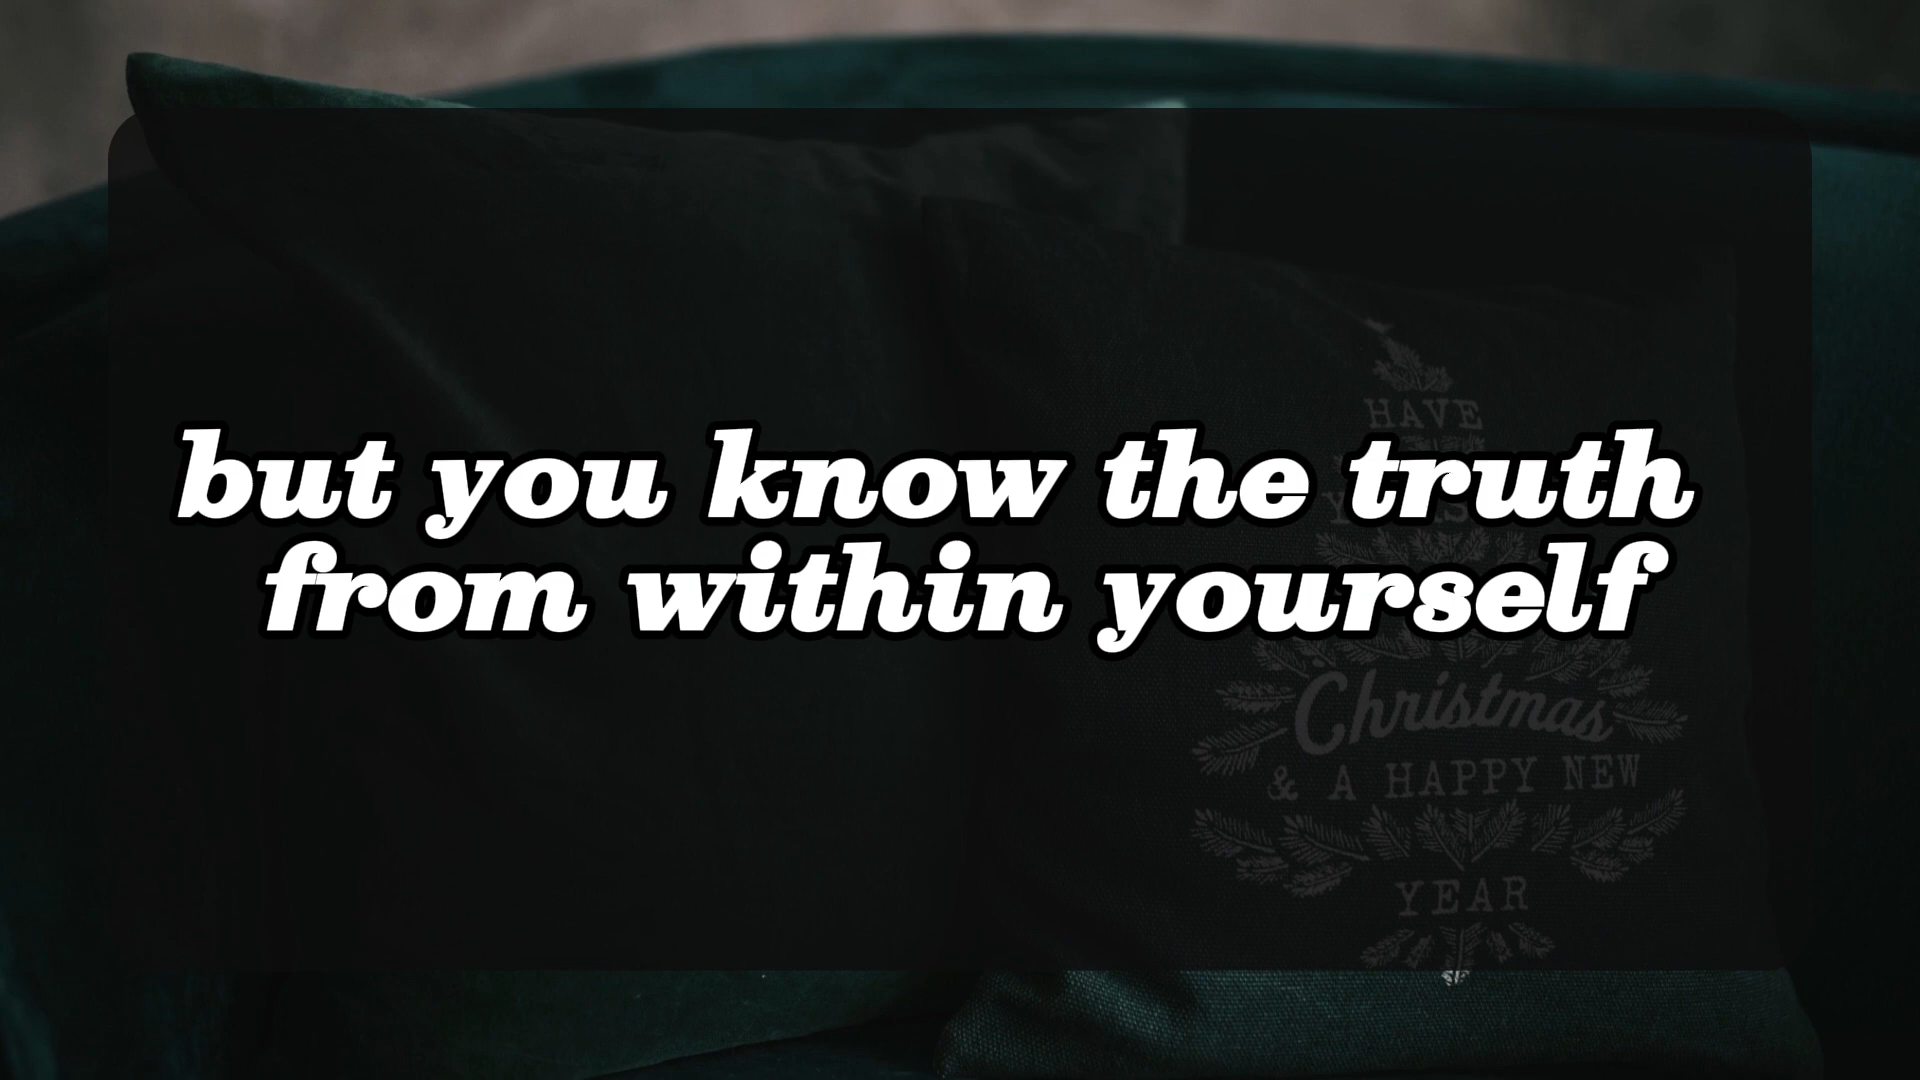 but you know the truth
from within yourself
HAVE
Christmas
& A HAPPY NEW
YEAR